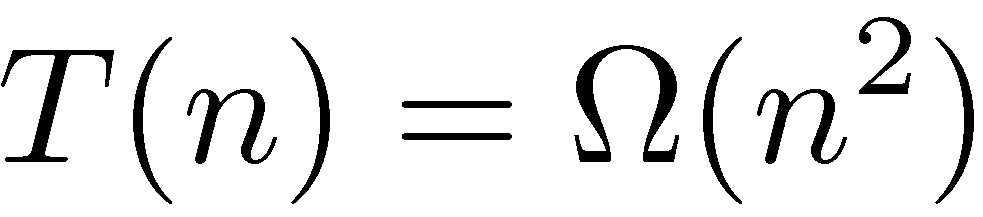 T(n) = Ω(n²)